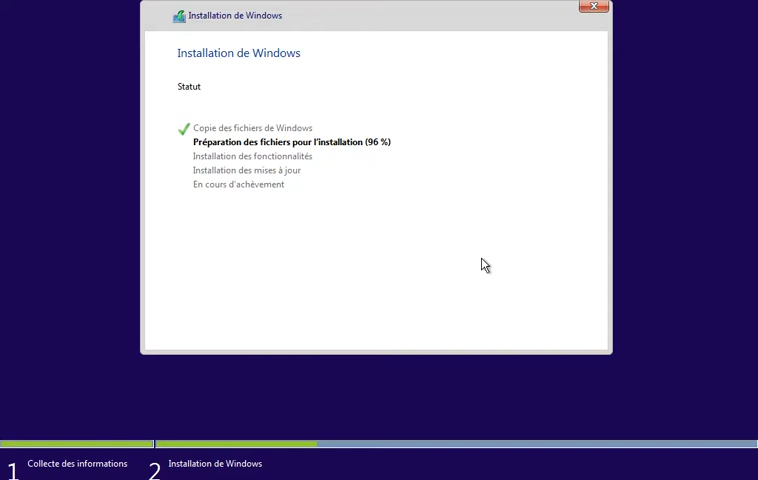 Installation de Windows
Installation de Windows
Statut
Copie des fichiers de Windows
Préparation des fichiers pour l'installation (96 %)
Installation des fonctionnalités
Installation des mises à jour
En cours d'achèvement
1 Collecte des informations
2 Installation de Windows